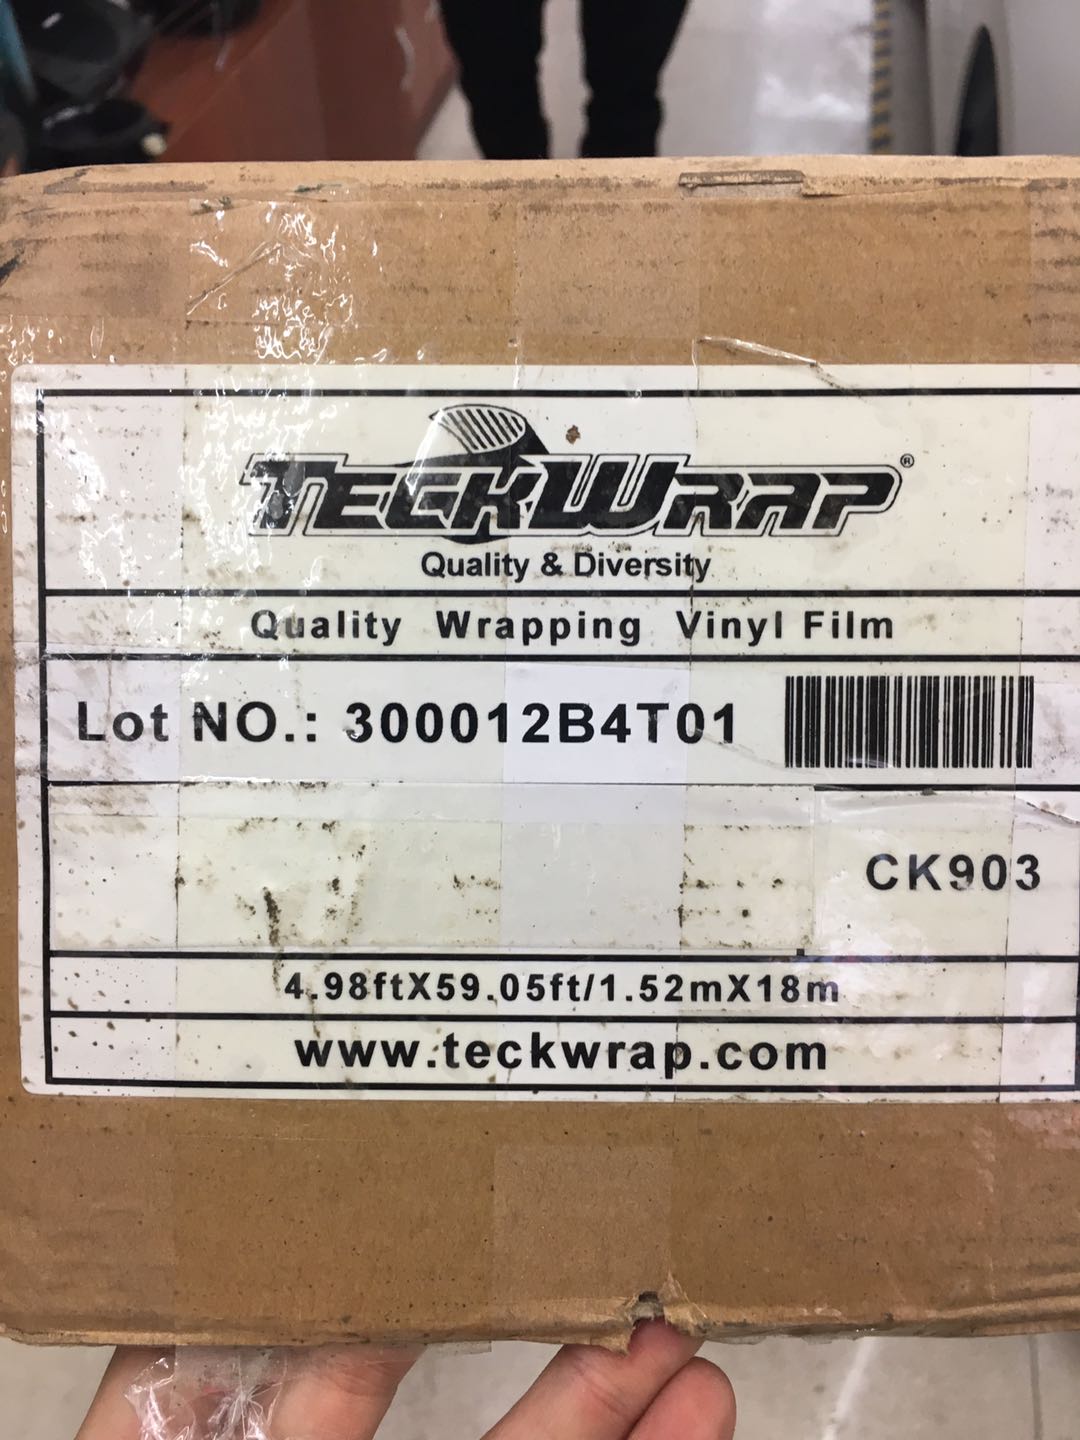 TECKWRAP®
Quality & Diversity
Quality Wrapping Vinyl Film
Lot NO.: 300012B4T01
CK903
4.98ftX59.05ft/1.52mX18m
www.teckwrap.com